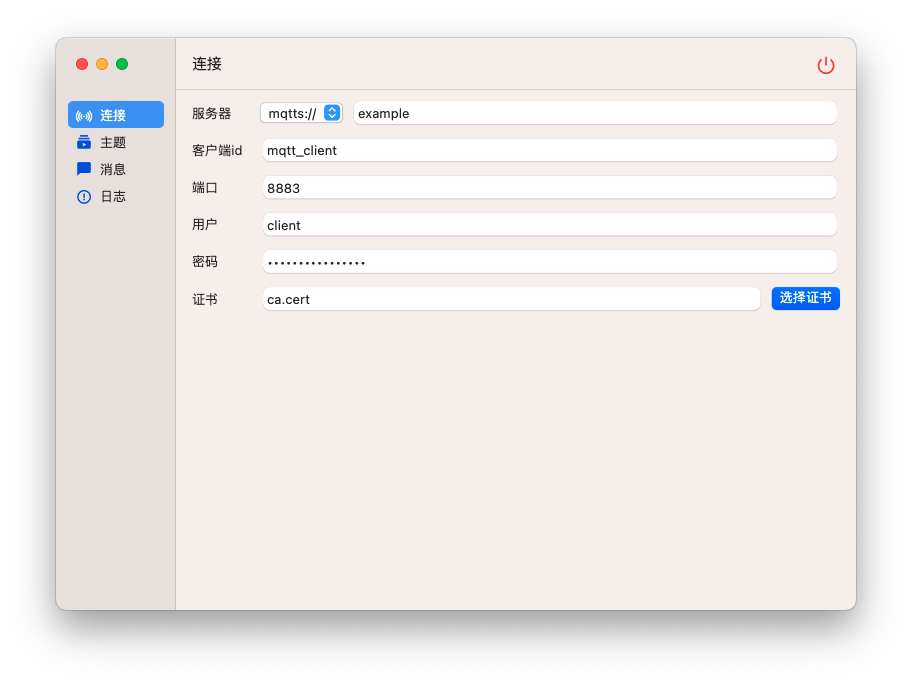 连接
主题
消息
日志
连接
服务器 mqtts:// example
客户端id mqtt_client
端口 8883
用户 client
密码 ••••••••••••••••
证书 ca.cert 选择证书